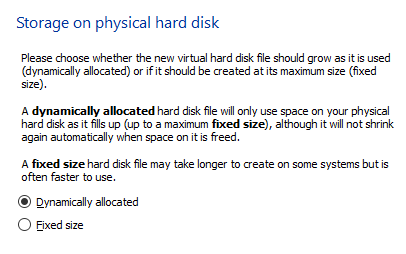 Storage on physical hard disk
Please choose whether the new virtual hard disk file should grow as it is used
(dynamically allocated) or if it should be created at its maximum size (fixed
size).
A dynamically allocated hard disk file will only use space on your physical
hard disk as it fills up (up to a maximum fixed size), although it will not shrink
again automatically when space on it is freed.
A fixed size hard disk file may take longer to create on some systems but is
often faster to use.
Dynamically allocated
Fixed size